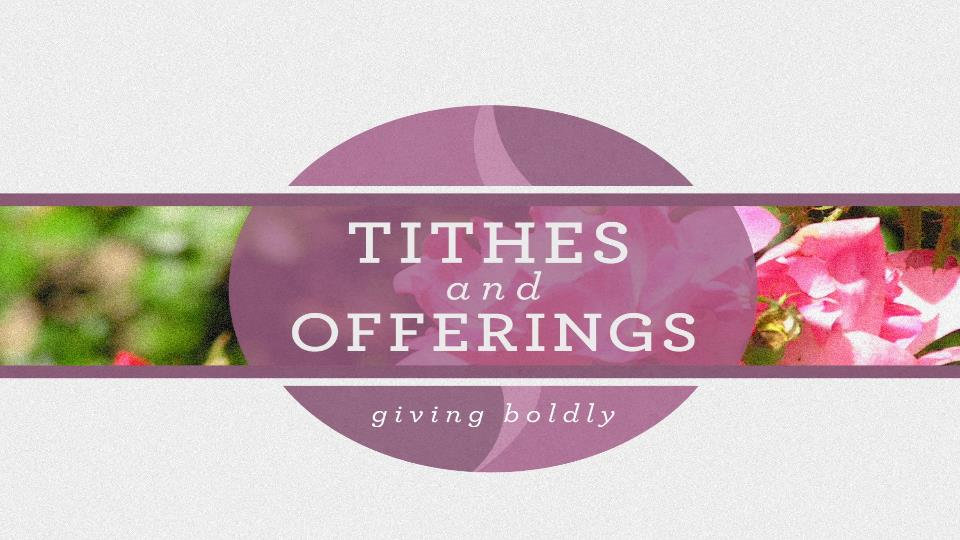 TITHES
and
OFFERINGS
giving boldly